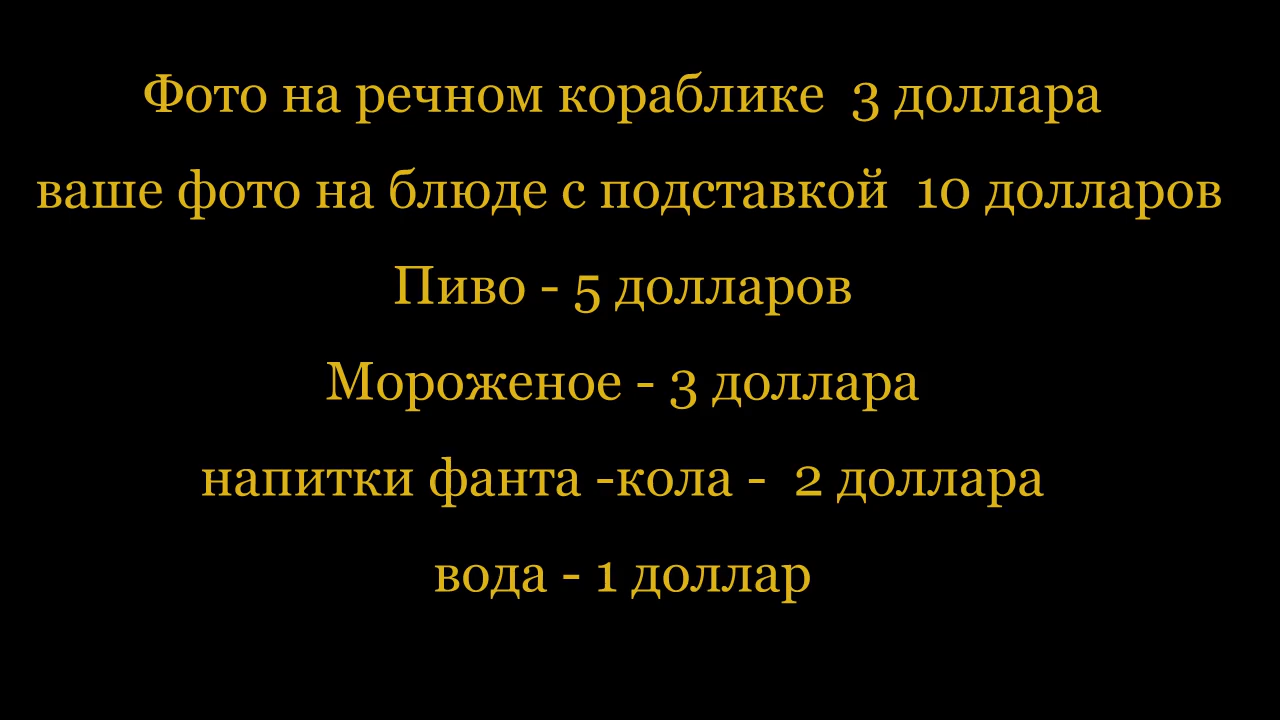 Фото на речном кораблике  3 доллара
ваше фото на блюде с подставкой  10 долларов
Пиво - 5 долларов
Мороженое - 3 доллара
напитки фанта -кола -  2 доллара
вода - 1 доллар